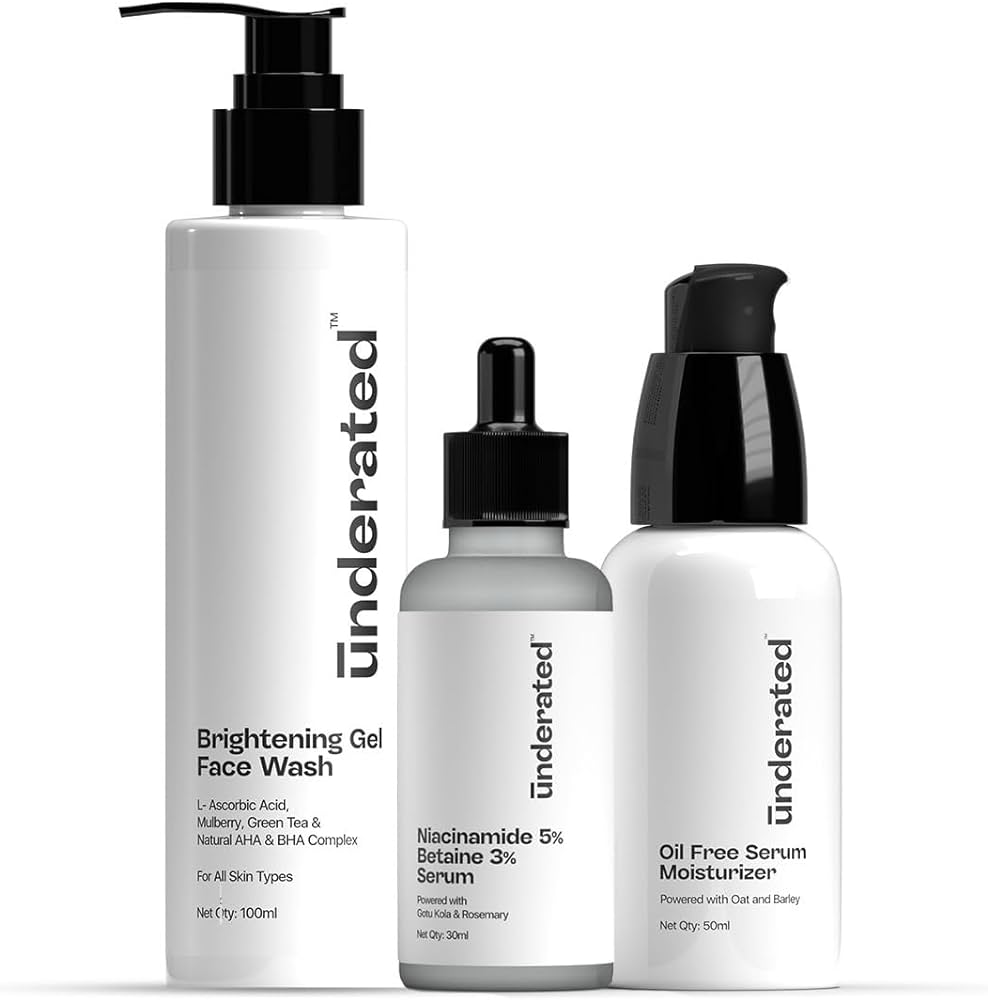 ūnderated™
Brightening Gel
Face Wash
L- Ascorbic Acid,
Mulberry, Green Tea &
Natural AHA & BHA Complex
For All Skin Types
Net Qty: 100ml
ūnderated™
Niacinamide 5%
Betaine 3%
Serum
Powered with
Gotu Kola & Rosemary
Net Qty: 30ml
ūnderated™
Oil Free Serum
Moisturizer
Powered with Oat and Barley
Net Qty: 50ml